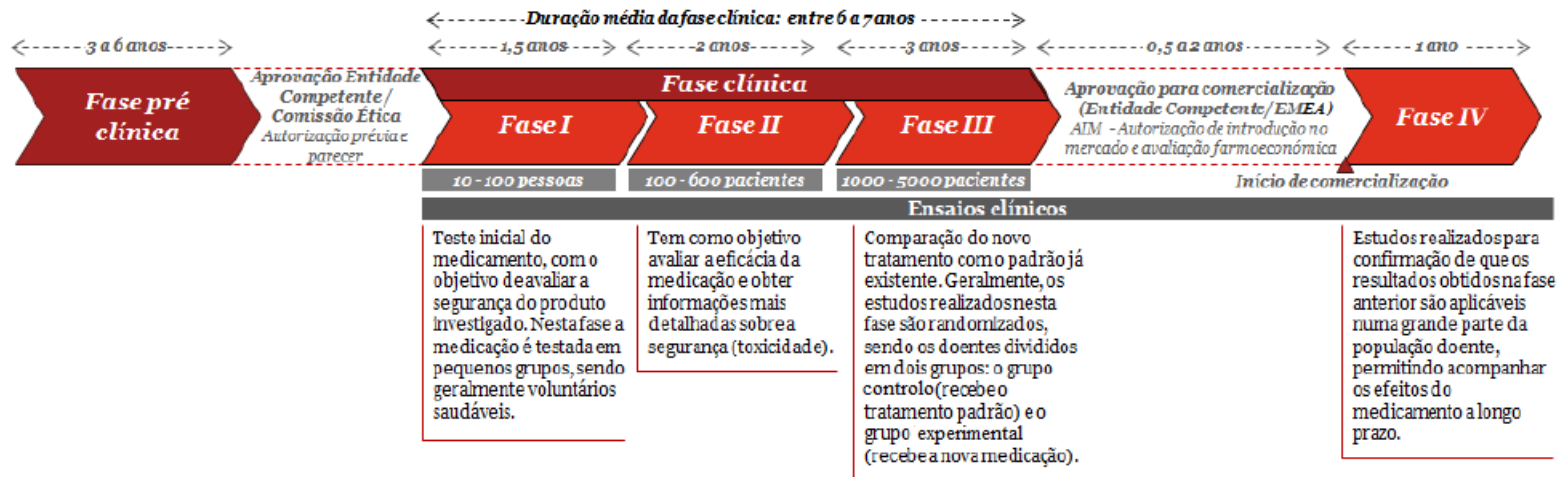 Duração média da fase clínica: entre 6 a 7 anos
3 a 6 anos
1,5 anos
2 anos
3 anos
0,5 a 2 anos
1 ano
Fase pré
clínica
Aprovação Entidade
Competente/
Comissão Ética
Autorização prévia e
parecer
Fase clínica
Fase I
Fase II
Fase III
Aprovação para comercialização
(Entidade Competente/EMEA)
AIM - Autorização de introdução no
mercado e avaliação farmoeconómica
Fase IV
10 - 100 pessoas
100 - 600 pacientes
1000 - 5000 pacientes
Início de comercialização
Ensaios clínicos
Teste inicial do
medicamento, com o
objetivo de avaliar a
segurança do produto
investigado. Nesta fase a
medicação é testada em
pequenos grupos, sendo
geralmente voluntários
saudáveis.
Tem como objetivo
avaliar a eficácia da
medicação e obter
informações mais
detalhadas sobre a
segurança (toxicidade).
Comparação do novo
tratamento com o padrão já
existente. Geralmente, os
estudos realizados nesta
fase são randomizados,
sendo os doentes divididos
em dois grupos: o grupo
controlo (recebe o
tratamento padrão) e o
grupo experimental
(recebe a nova medicação).
Estudos realizados para
confirmação de que os
resultados obtidos na fase
anterior são aplicáveis
numa grande parte da
população doente,
permitindo acompanhar
os efeitos do
medicamento a longo
prazo.